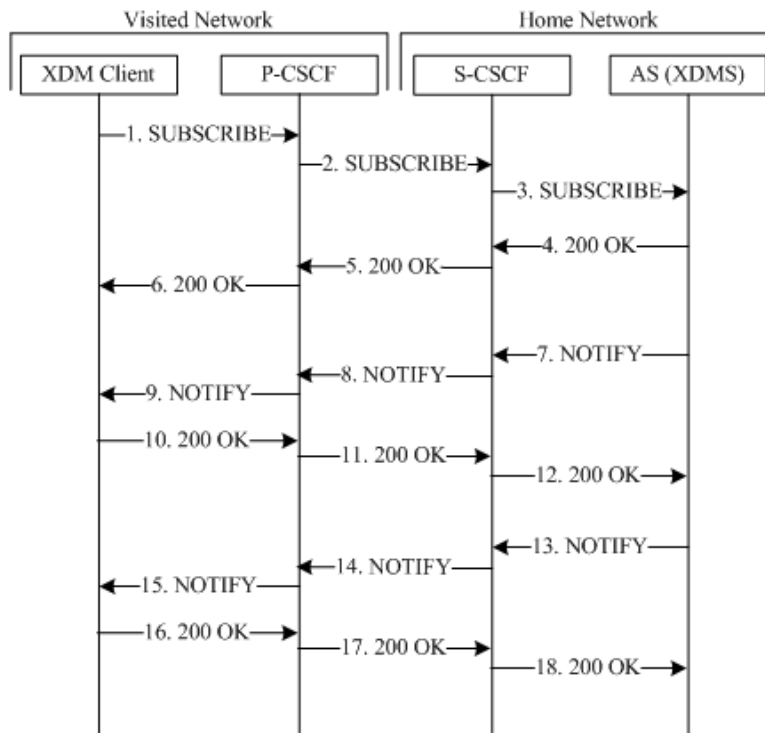 Visited Network
Home Network
XDM Client
P-CSCF
S-CSCF
AS (XDMS)
1. SUBSCRIBE
2. SUBSCRIBE
3. SUBSCRIBE
4. 200 OK
5. 200 OK
6. 200 OK
7. NOTIFY
8. NOTIFY
9. NOTIFY
10. 200 OK
11. 200 OK
12. 200 OK
13. NOTIFY
14. NOTIFY
15. NOTIFY
16. 200 OK
17. 200 OK
18. 200 OK